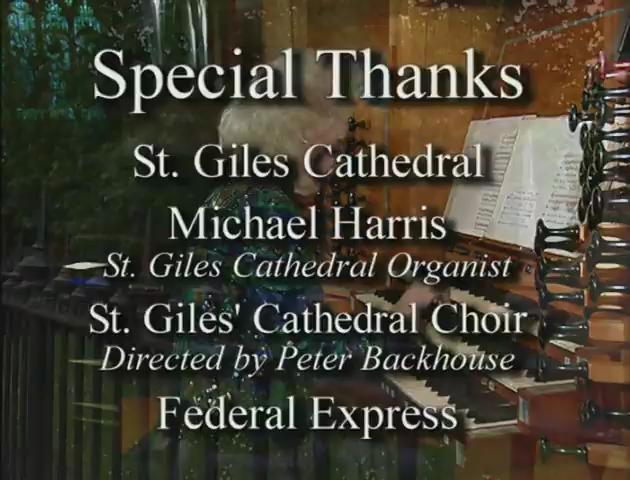 Special Thanks
St. Giles Cathedral
Michael Harris
St. Giles Cathedral Organist
St. Giles' Cathedral Choir
Directed by Peter Backhouse
Federal Express